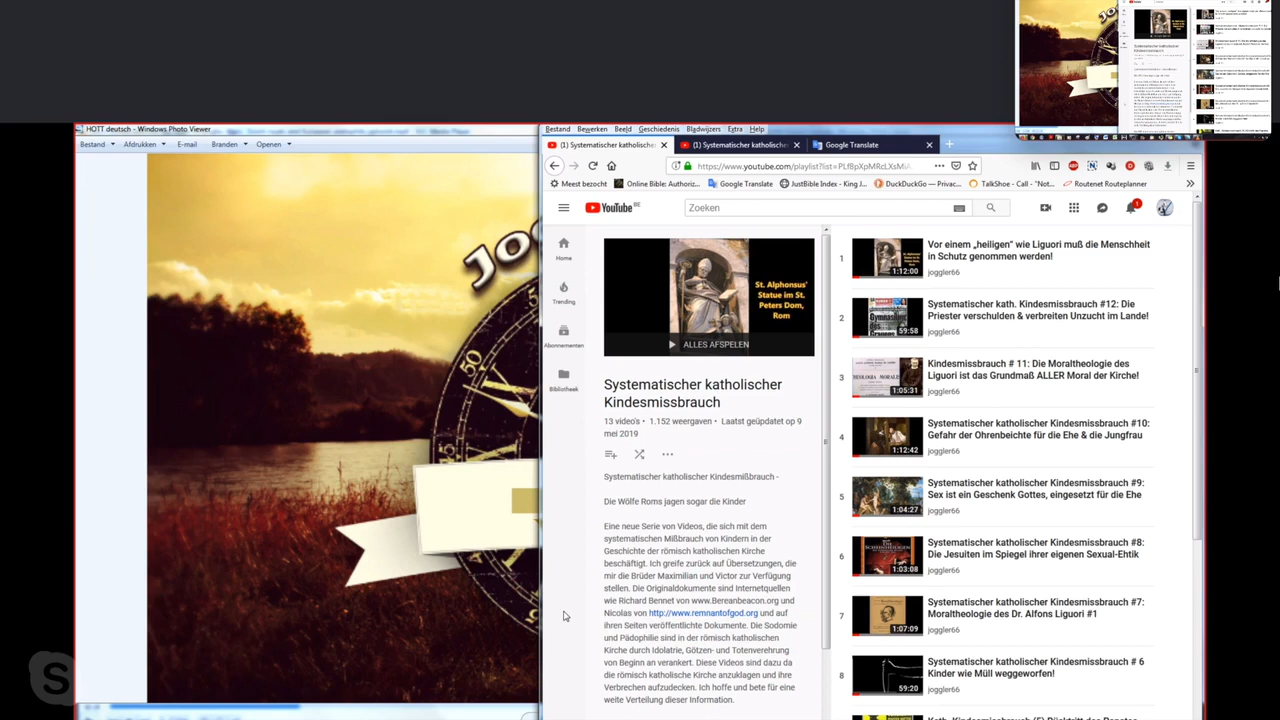 HOTT deutsch - Windows Photo Viewer
Bestand Afdrukken E-mail Branden Openen
Bestand Bewerken Beeld Geschiedenis Bladwijzers Extra Help
(1) Systematischer katholischer
(1) Systematischer katholischer
Google Translate
https://www.youtube.com/playlist?list=PLf8pXpMRcLXsMiA
Meest bezocht
Online Bible: Authoriz...
Google Translate
JustBible Index - King J...
DuckDuckGo — Privac...
TalkShoe - Call - "Not...
Routenet Routeplanner
YouTube BE
Zoeken
1
Home
Trending
Abonnementen
Bibliotheek
St. Alphonsus'
Statue im St.
Peters Dom,
Rom
ALLES AFSPELEN
Systematischer katholischer
Kindesmissbrauch
13 video's • 1.152 weergaven • Laatst geüpdatet op 9
mei 2019
Systematischer katholischer Kindesmißbrauch -
Die Wölfe Roms jagen sogar die Kinder
Eine neue Serie von Videos, die sich mit dem
systematischen Mißbrauch von Kindern in der
Geschichte der römisch katholischen Kirche
beschäftigt. Ich greife zurück auf Übersetzungen, die
mir die Brüder Maximilian und Victor zur Verfügung
stellen. Die Originaldokumente sind Internetquellen
wie Richard Bennet von www.Bereanbeacon.org und
Nicolas von http://www.remnantofgod.org und auf
ihren Seiten veröffentlichte Dokumente. Die Sodomie
und Pädophilie sind in der römisch katholischen
Kirche durch Idolatrie, Götzen- und Totenverehrung
von Beginn an verankert. Diese Videos sind dazu da
die römisch katholische Kirche anzuklagen und ihre
Verbrechen aufzudecken. Ich hoffe und bete für eine
weite Verteilung dieser Information.
1
1:12:00
Vor einem „heiligen" wie Liguori muß die Menschheit
in Schutz genommen werden!
joggler66
2
59:58
Systematischer kath. Kindesmissbrauch #12: Die
Priester verschulden & verbreiten Unzucht im Lande!
joggler66
3
1:05:31
Kindesmissbrauch # 11: Die Moraltheologie des
Liguori ist das Grundmaß ALLER Moral der Kirche!
joggler66
4
1:12:42
Systematischer katholischer Kindesmissbrauch #10:
Gefahr der Ohrenbeichte für die Ehe & die Jungfrau
joggler66
5
1:04:27
Systematischer katholischer Kindesmissbrauch #9:
Sex ist ein Geschenk Gottes, eingesetzt für die Ehe
joggler66
6
1:03:08
Systematischer katholischer Kindesmissbrauch #8:
Die Jesuiten im Spiegel ihrer eigenen Sexual-Ehtik
joggler66
7
1:07:09
Systematischer katholischer Kindesmissbrauch #7:
Moraltheologie des Dr. Alfons Liguori #1
joggler66
8
59:20
Systematischer katholischer Kindesmissbrauch # 6
Kinder wie Müll weggeworfen!
joggler66